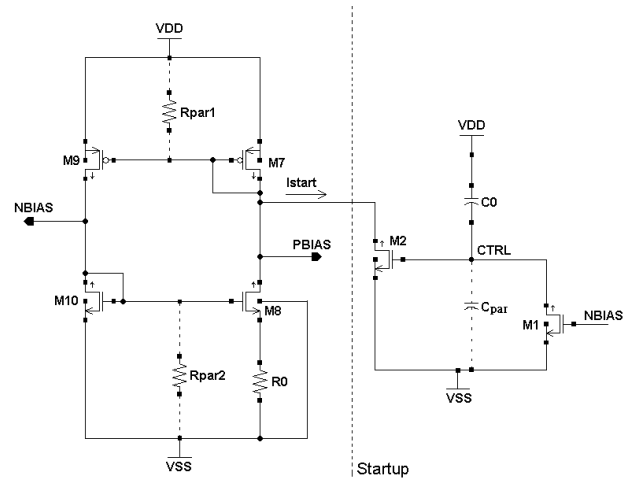 VDD
Rpar1
M9
M7
VDD
Istart
C0
NBIAS
M2
CTRL
PBIAS
M10
M8
Cpar
NBIAS
M1
Rpar2
R0
VSS
VSS
Startup